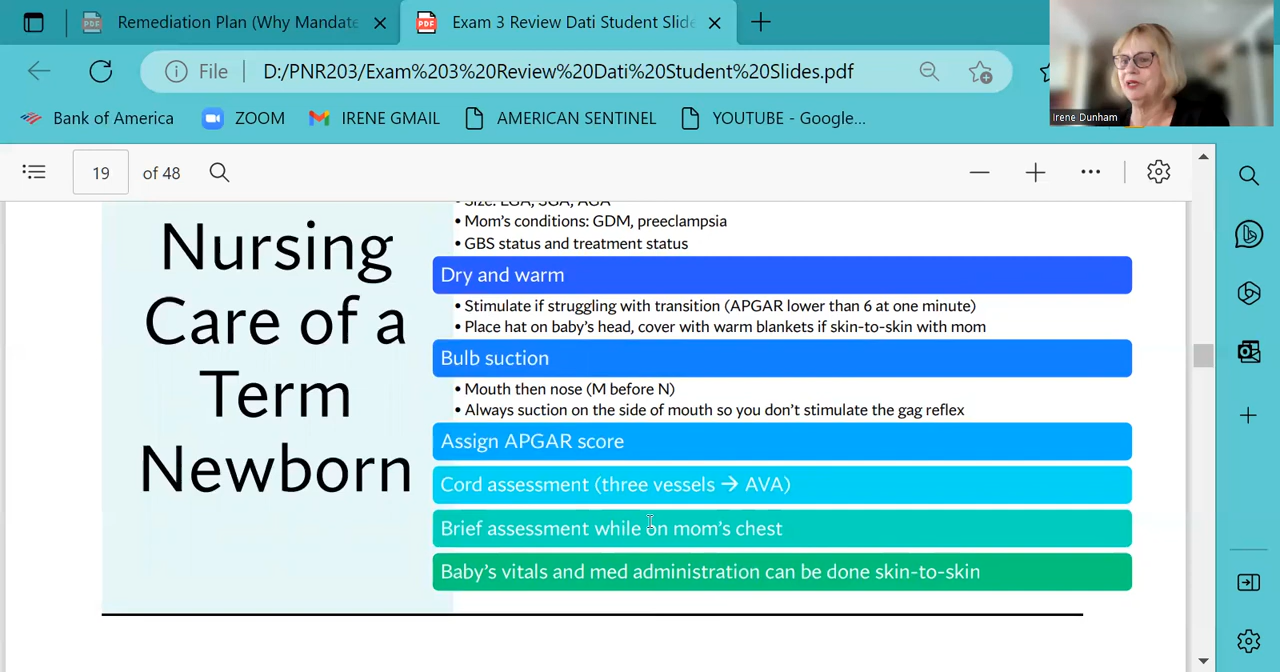 Remediation Plan (Why Mandate
Exam 3 Review Dati Student Slid
File
D:/PNR203/Exam%203%20Review%20Dati%20Student%20Slides.pdf
Bank of America
ZOOM
IRENE GMAIL
AMERICAN SENTINEL
YOUTUBE - Google...
Irene Dunham
19 of 48
Nursing
Care of a
Term
Newborn
• Size: LGA, SGA, AGA
• Mom's conditions: GDM, preeclampsia
• GBS status and treatment status
Dry and warm
• Stimulate if struggling with transition (APGAR lower than 6 at one minute)
• Place hat on baby's head, cover with warm blankets if skin-to-skin with mom
Bulb suction
• Mouth then nose (M before N)
• Always suction on the side of mouth so you don't stimulate the gag reflex
Assign APGAR score
Cord assessment (three vessels → AVA)
Brief assessment while on mom's chest
Baby's vitals and med administration can be done skin-to-skin